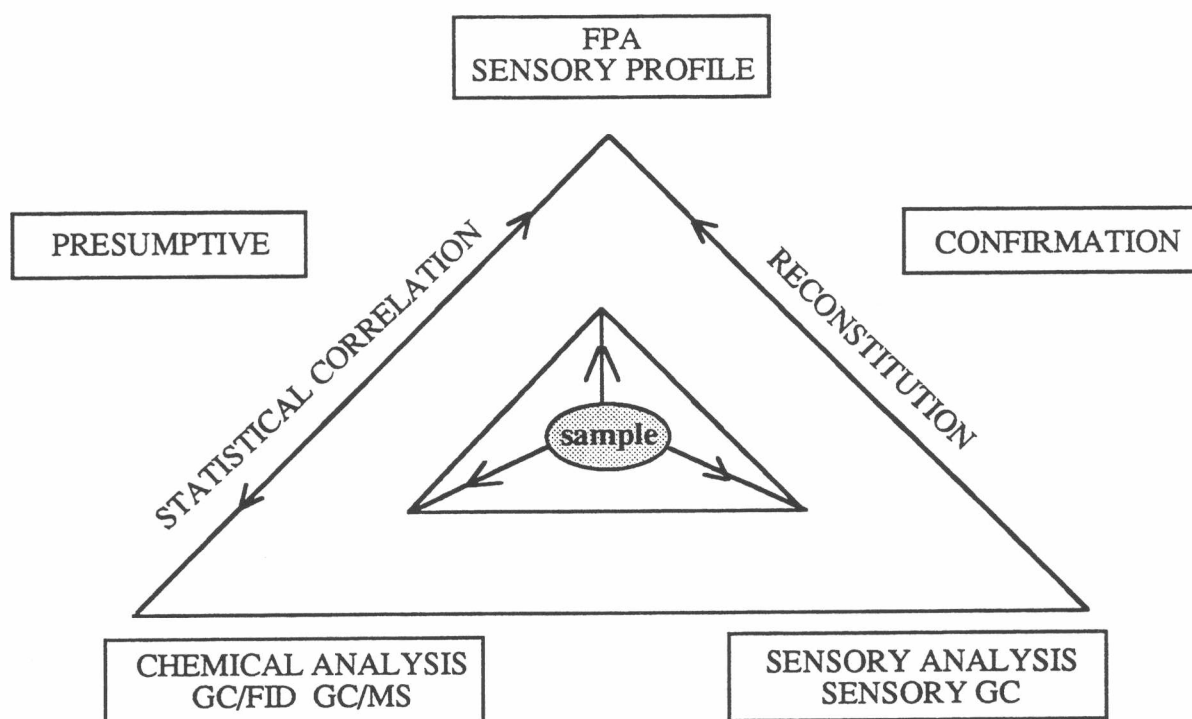 FPA
SENSORY PROFILE
PRESUMPTIVE
CONFIRMATION
STATISTICAL CORRELATION
RECONSTITUTION
sample
CHEMICAL ANALYSIS
GC/FID GC/MS
SENSORY ANALYSIS
SENSORY GC